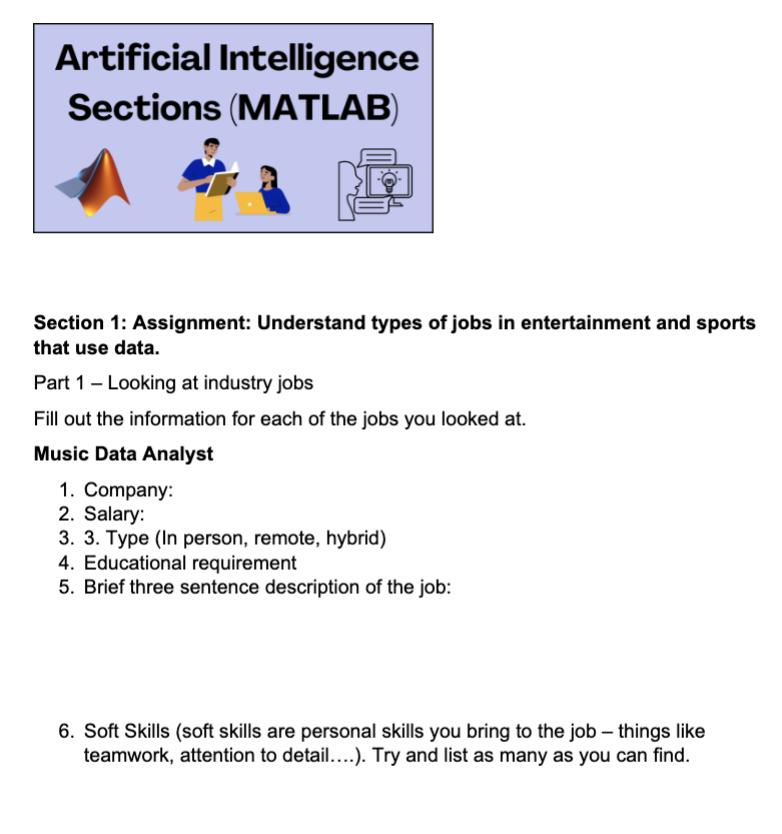 Artificial Intelligence
Sections (MATLAB)
Section 1: Assignment: Understand types of jobs in entertainment and sports
that use data.
Part 1 – Looking at industry jobs
Fill out the information for each of the jobs you looked at.
Music Data Analyst
1. Company:
2. Salary:
3. 3. Type (In person, remote, hybrid)
4. Educational requirement
5. Brief three sentence description of the job:
6. Soft Skills (soft skills are personal skills you bring to the job – things like
teamwork, attention to detail….). Try and list as many as you can find.